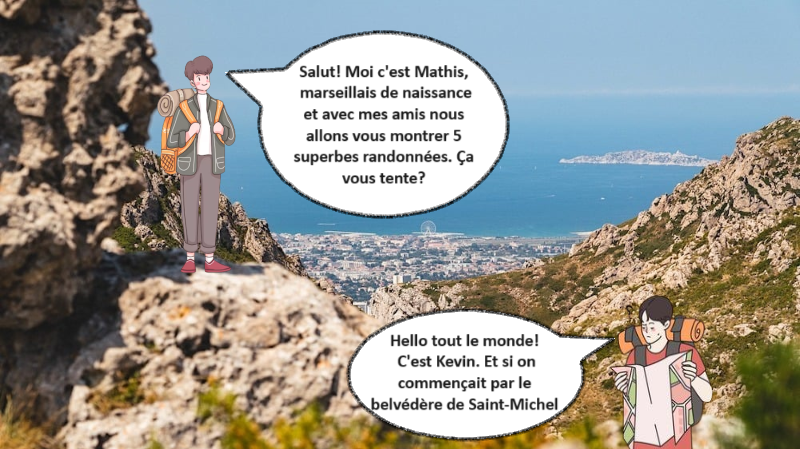 Salut! Moi c'est Mathis,
marseillais de naissance
et avec mes amis nous
allons vous montrer 5
superbes randonnées. Ça
vous tente?
Hello tout le monde!
C'est Kevin. Et si on
commençait par le
belvédère de Saint-Michel